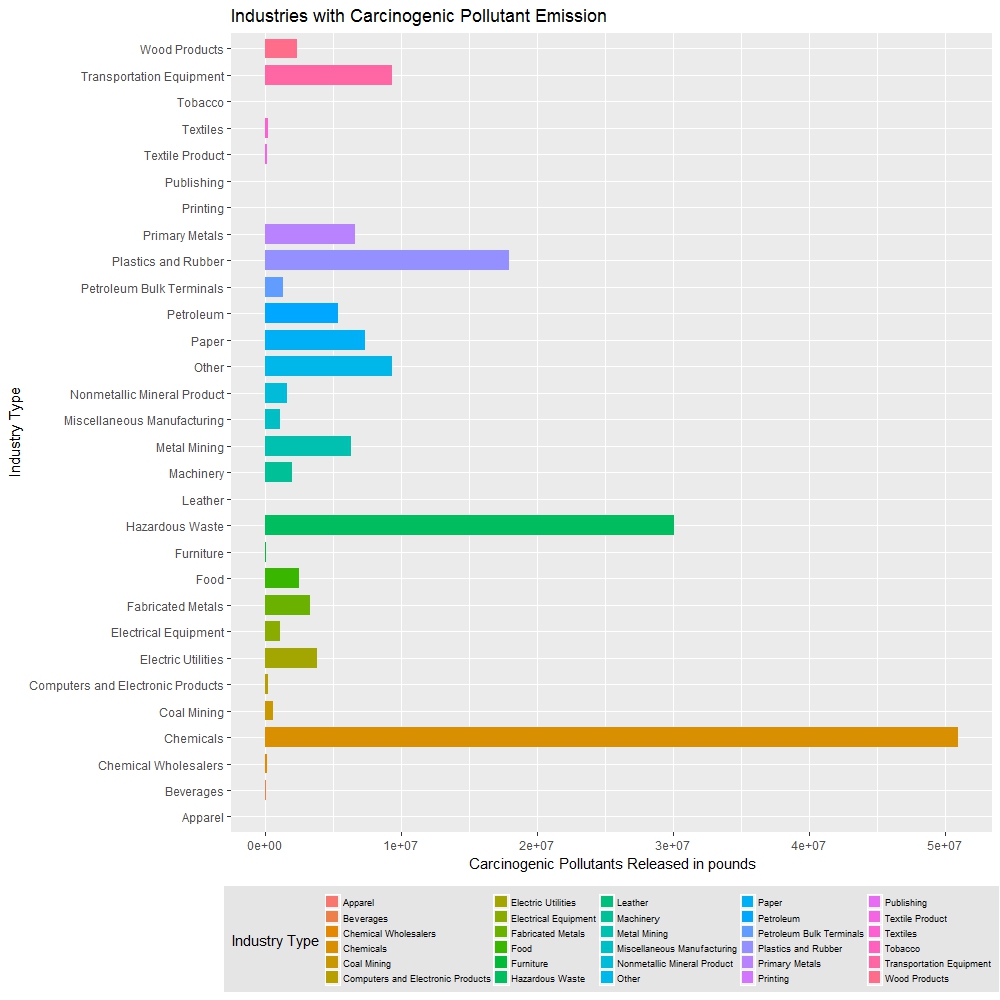 Industries with Carcinogenic Pollutant Emission
Wood Products
Transportation Equipment
Tobacco
Textiles
Textile Product
Publishing
Printing
Primary Metals
Plastics and Rubber
Petroleum Bulk Terminals
Petroleum
Paper
Other
Nonmetallic Mineral Product
Miscellaneous Manufacturing
Metal Mining
Machinery
Leather
Hazardous Waste
Furniture
Food
Fabricated Metals
Electrical Equipment
Electric Utilities
Computers and Electronic Products
Coal Mining
Chemicals
Chemical Wholesalers
Beverages
Apparel
Industry Type
0e+00 1e+07 2e+07 3e+07 4e+07 5e+07
Carcinogenic Pollutants Released in pounds
Industry Type
Apparel
Beverages
Chemical Wholesalers
Chemicals
Coal Mining
Computers and Electronic Products
Electric Utilities
Electrical Equipment
Fabricated Metals
Food
Furniture
Hazardous Waste
Leather
Machinery
Metal Mining
Miscellaneous Manufacturing
Nonmetallic Mineral Product
Other
Paper
Petroleum
Petroleum Bulk Terminals
Plastics and Rubber
Primary Metals
Printing
Publishing
Textile Product
Textiles
Tobacco
Transportation Equipment
Wood Products